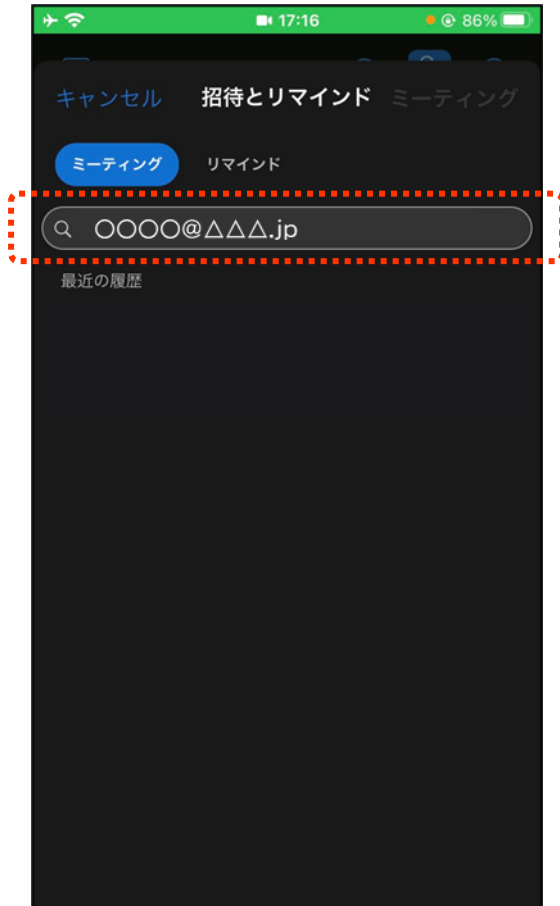 17:16 86%
キャンセル 招待とリマインド ミーティング
ミーティング リマインド
〇〇〇〇@△△△.jp
最近の履歴